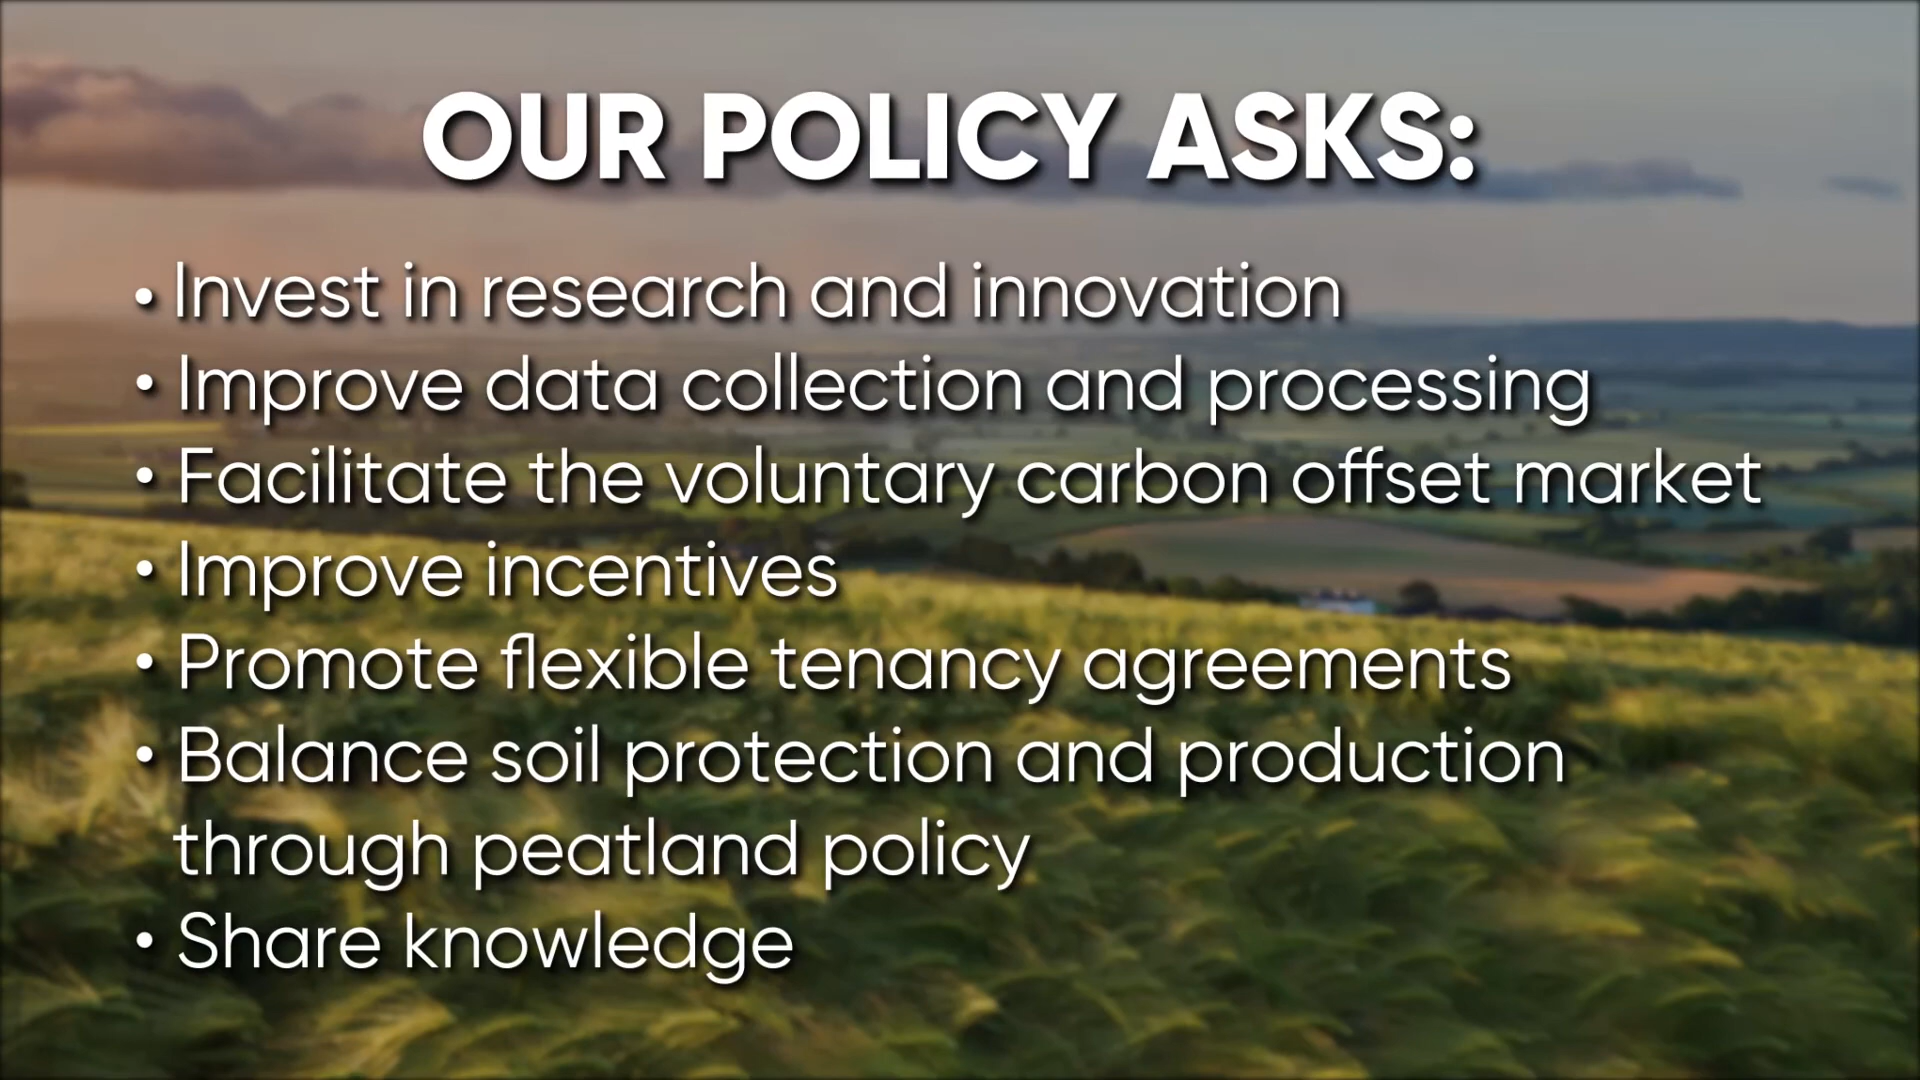 OUR POLICY ASKS:
• Invest in research and innovation
• Improve data collection and processing
• Facilitate the voluntary carbon offset market
• Improve incentives
• Promote flexible tenancy agreements
• Balance soil protection and production
through peatland policy
• Share knowledge